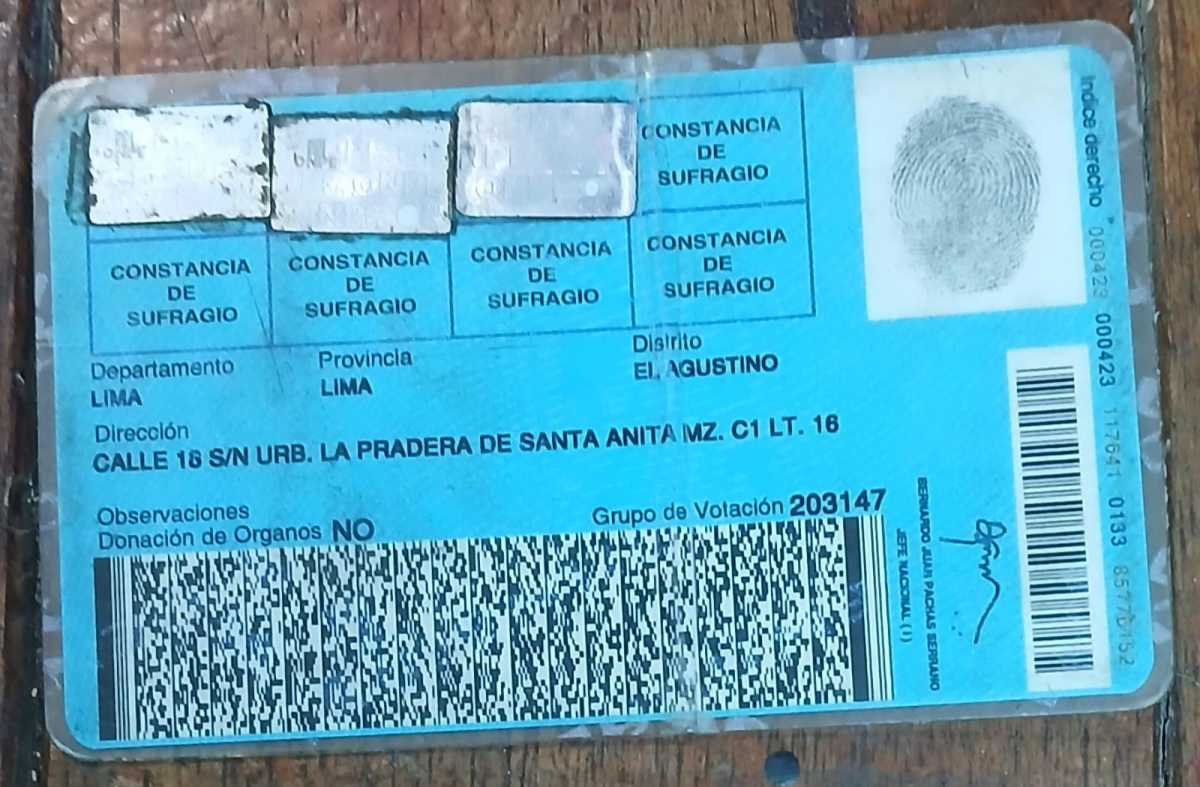 CONSTANCIA
DE
SUFRAGIO
CONSTANCIA
DE
SUFRAGIO
CONSTANCIA
DE
SUFRAGIO
CONSTANCIA
DE
SUFRAGIO
CONSTANCIA
DE
SUFRAGIO
Departamento
LIMA
Provincia
LIMA
Distrito
EL AGUSTINO
Dirección
CALLE 18 S/N URB. LA PRADERA DE SANTA ANITA MZ. C1 LT. 16
Observaciones
Donación de Organos NO
Grupo de Votación 203147
BERNARDO JUAN PACHAS SERRANO
JEFE NACIONAL (I)
Indice derecho
000423 000423 117641 0133